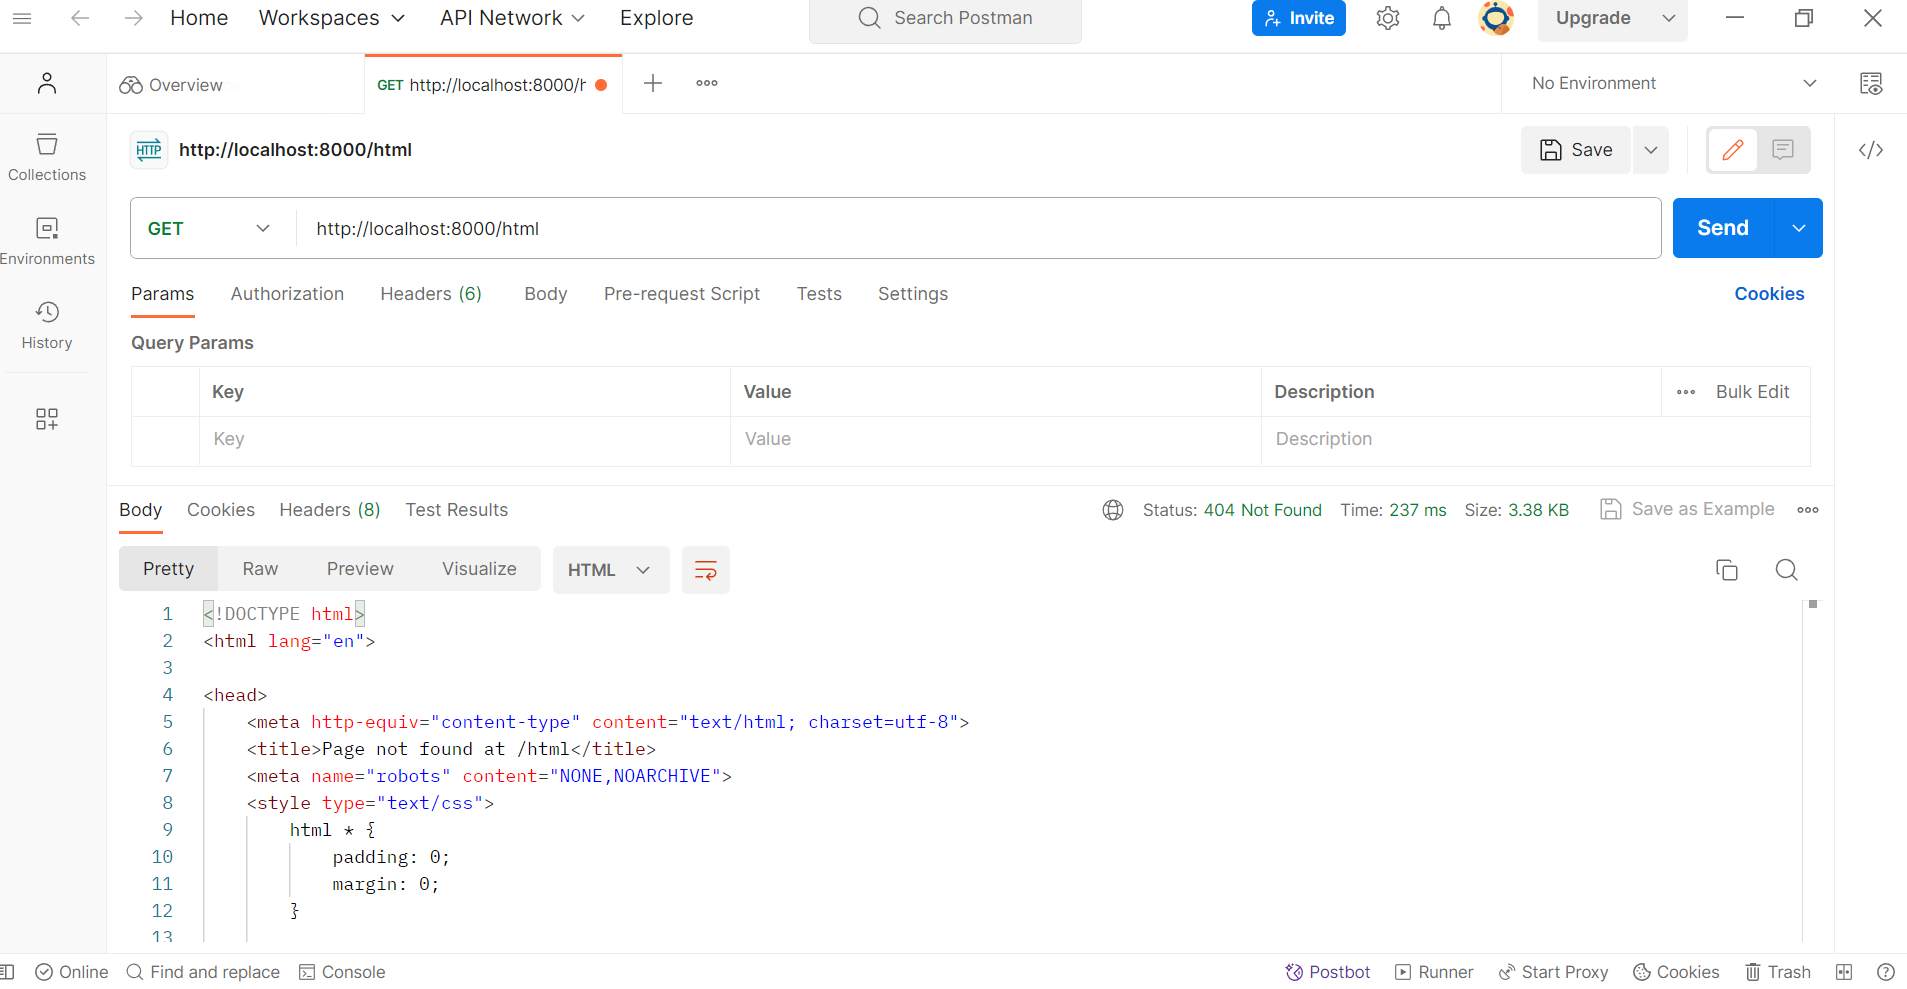 Home Workspaces API Network Explore Search Postman Invite Upgrade
Overview GET http://localhost:8000/h No Environment
HTTP http://localhost:8000/html Save
Collections
GET http://localhost:8000/html Send
Environments
Params Authorization Headers (6) Body Pre-request Script Tests Settings Cookies
History
Query Params
Key Value Description Bulk Edit
Key Value Description
Body Cookies Headers (8) Test Results Status: 404 Not Found Time: 237 ms Size: 3.38 KB Save as Example
Pretty Raw Preview Visualize HTML
1 <!DOCTYPE html>
2 <html lang="en">
3
4 <head>
5 <meta http-equiv="content-type" content="text/html; charset=utf-8">
6 <title>Page not found at /html</title>
7 <meta name="robots" content="NONE,NOARCHIVE">
8 <style type="text/css">
9 html * {
10 padding: 0;
11 margin: 0;
12 }
13
Online Find and replace Console Postbot Runner Start Proxy Cookies Trash